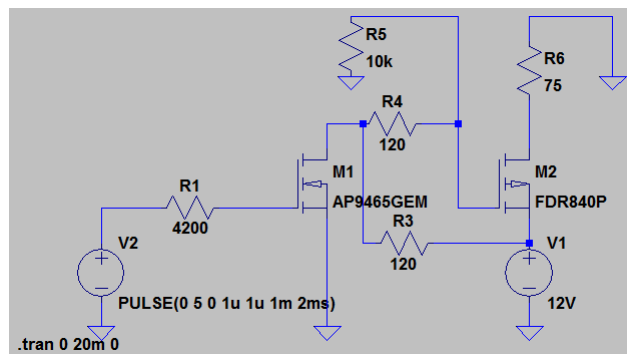 R5
10k
R6
75
R4
120
M1
AP9465GEM
M2
FDR840P
R1
4200
R3
120
V2
PULSE(0 5 0 1u 1u 1m 2ms)
V1
12V
.tran 0 20m 0